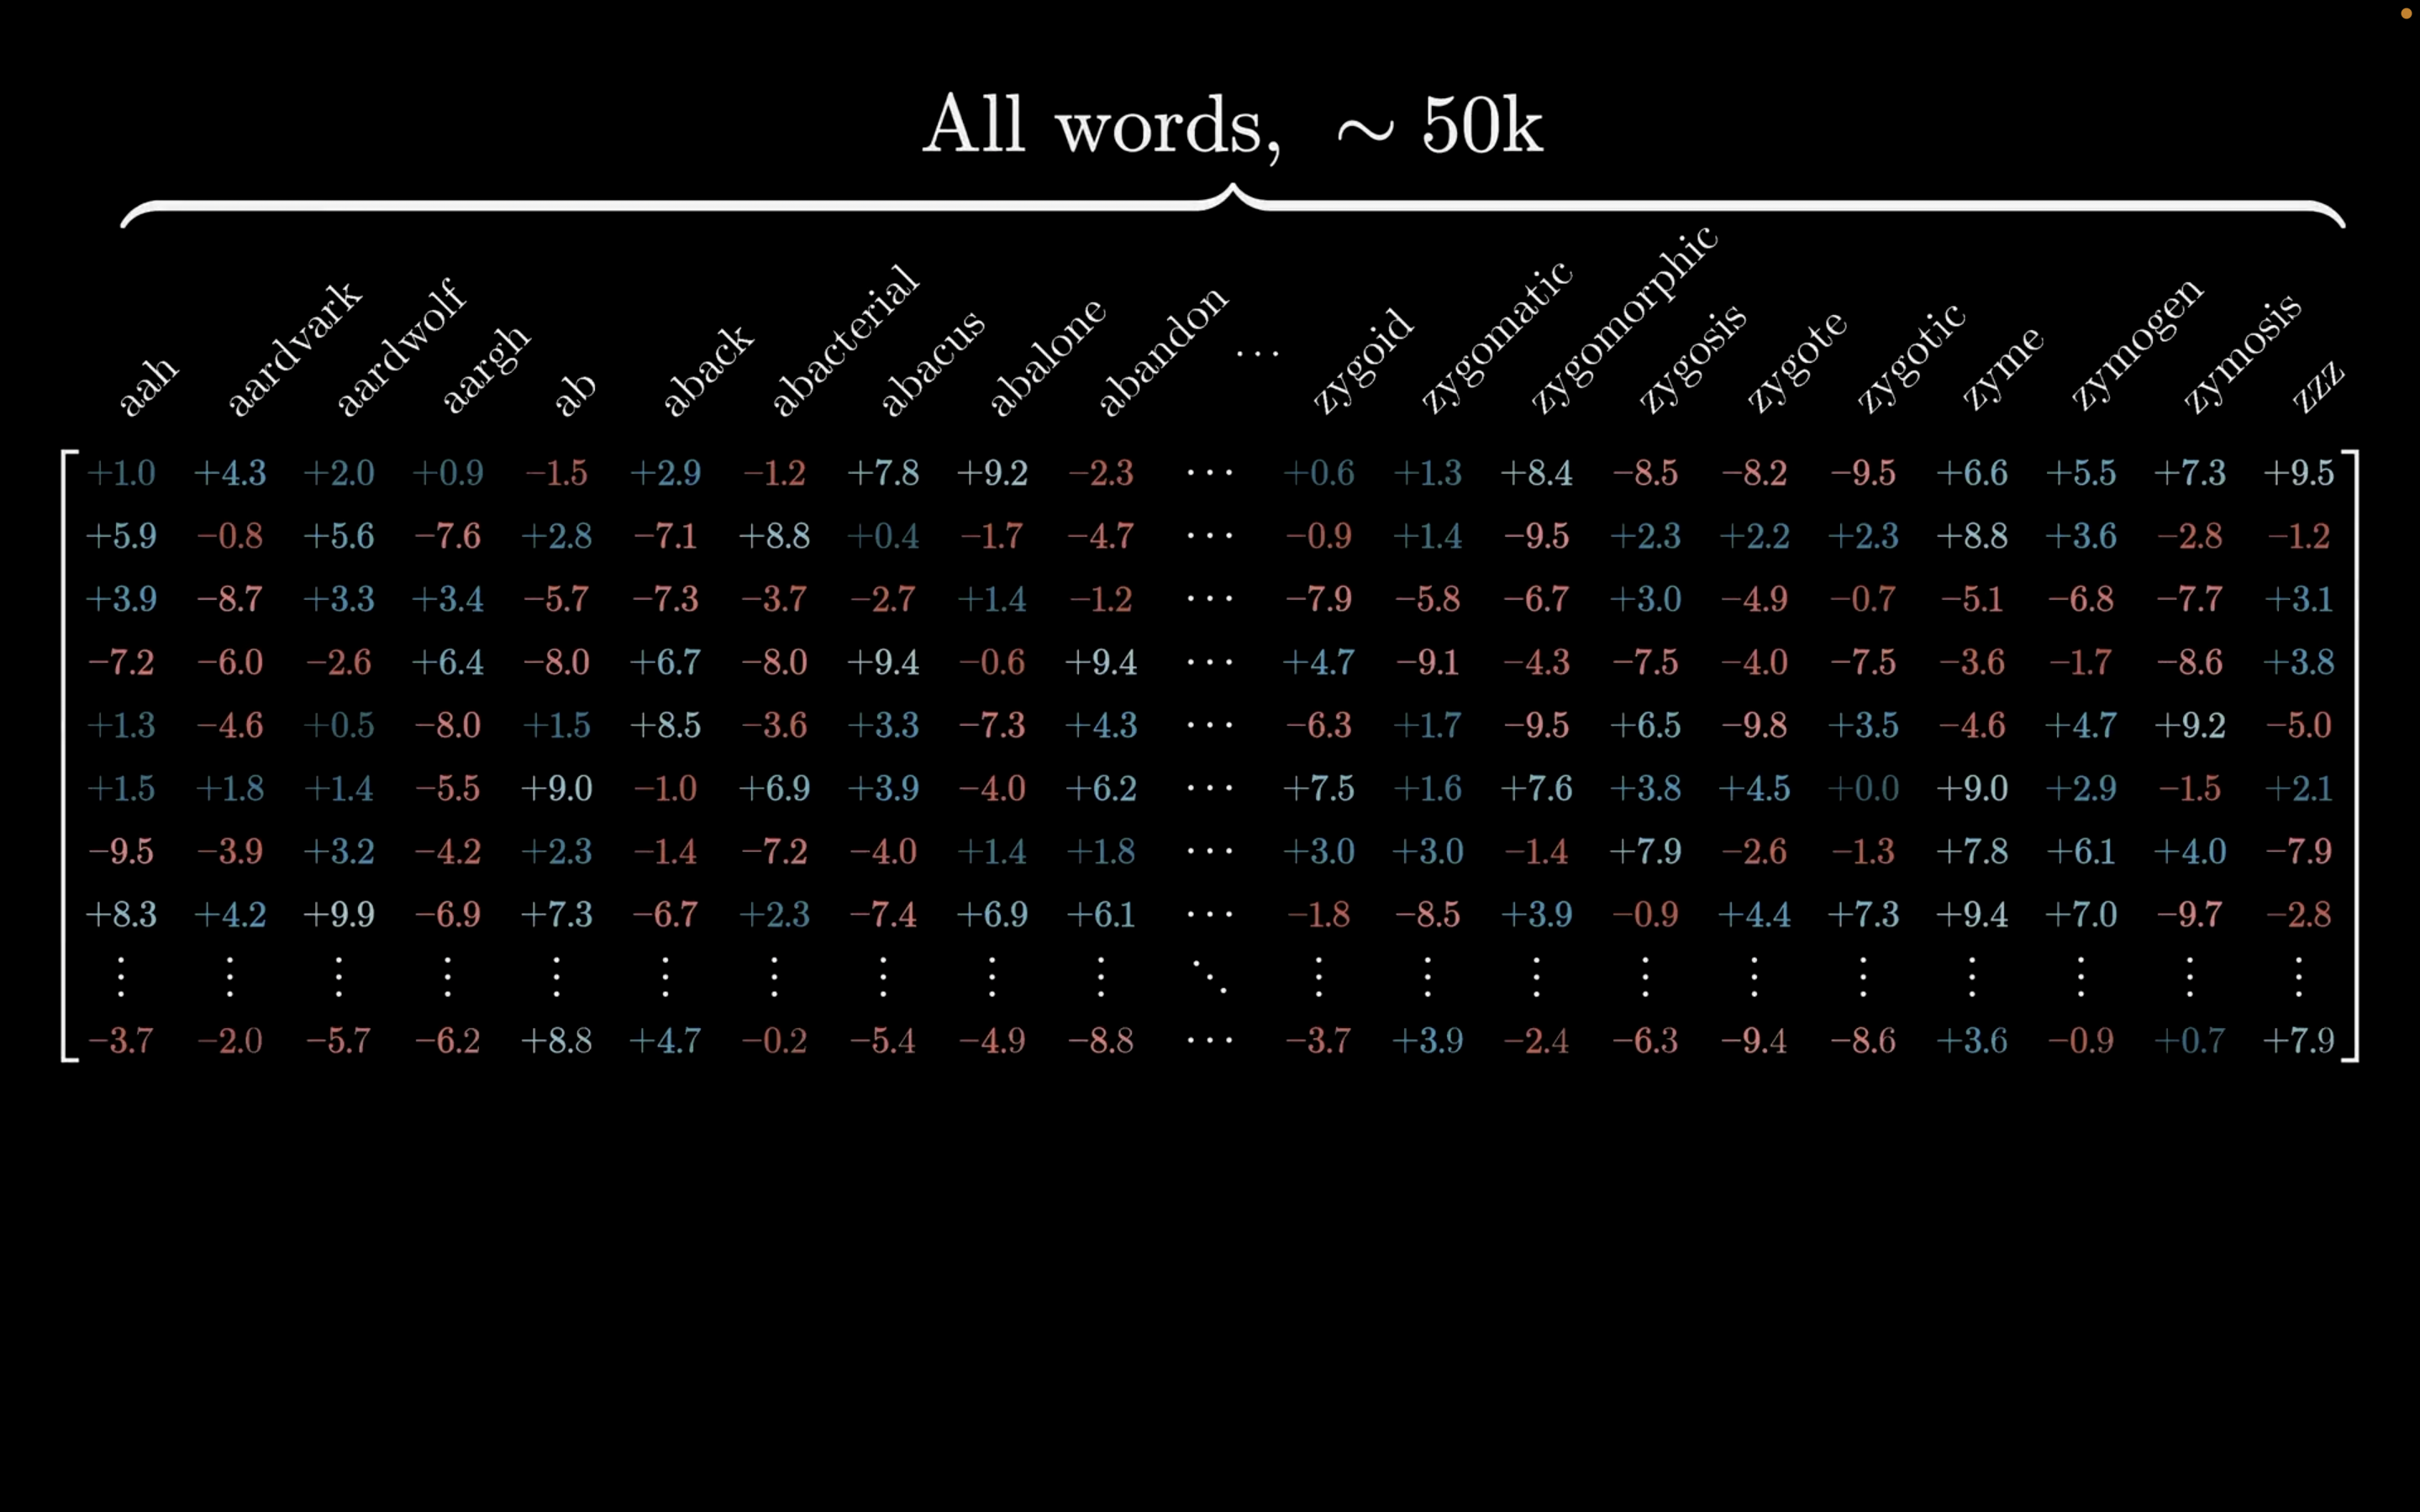 All words, ∼ 50k
aah aardvark aardwolf aargh ab aback abacterial abacus abalone abandon ... zygoid zygomatic zygomorphic zygosis zygote zygotic zyme zymogen zymosis zzz
+1.0 +4.3 +2.0 +0.9 −1.5 +2.9 −1.2 +7.8 +9.2 −2.3 ⋯ +0.6 +1.3 +8.4 −8.5 −8.2 −9.5 +6.6 +5.5 +7.3 +9.5
+5.9 −0.8 +5.6 −7.6 +2.8 −7.1 +8.8 +0.4 −1.7 −4.7 ⋯ −0.9 +1.4 −9.5 +2.3 +2.2 +2.3 +8.8 +3.6 −2.8 −1.2
+3.9 −8.7 +3.3 +3.4 −5.7 −7.3 −3.7 −2.7 +1.4 −1.2 ⋯ −7.9 −5.8 −6.7 +3.0 −4.9 −0.7 −5.1 −6.8 −7.7 +3.1
−7.2 −6.0 −2.6 +6.4 −8.0 +6.7 −8.0 +9.4 −0.6 +9.4 ⋯ +4.7 −9.1 −4.3 −7.5 −4.0 −7.5 −3.6 −1.7 −8.6 +3.8
+1.3 −4.6 +0.5 −8.0 +1.5 +8.5 −3.6 +3.3 −7.3 +4.3 ⋯ −6.3 +1.7 −9.5 +6.5 −9.8 +3.5 −4.6 +4.7 +9.2 −5.0
+1.5 +1.8 +1.4 −5.5 +9.0 −1.0 +6.9 +3.9 −4.0 +6.2 ⋯ +7.5 +1.6 +7.6 +3.8 +4.5 +0.0 +9.0 +2.9 −1.5 +2.1
−9.5 −3.9 +3.2 −4.2 +2.3 −1.4 −7.2 −4.0 +1.4 +1.8 ⋯ +3.0 +3.0 −1.4 +7.9 −2.6 −1.3 +7.8 +6.1 +4.0 −7.9
+8.3 +4.2 +9.9 −6.9 +7.3 −6.7 +2.3 −7.4 +6.9 +6.1 ⋯ −1.8 −8.5 +3.9 −0.9 +4.4 +7.3 +9.4 +7.0 −9.7 −2.8
⋮ ⋮ ⋮ ⋮ ⋮ ⋮ ⋮ ⋮ ⋮ ⋮ ⋱ ⋮ ⋮ ⋮ ⋮ ⋮ ⋮ ⋮ ⋮ ⋮ ⋮
−3.7 −2.0 −5.7 −6.2 +8.8 +4.7 −0.2 −5.4 −4.9 −8.8 ⋯ −3.7 +3.9 −2.4 −6.3 −9.4 −8.6 +3.6 −0.9 +0.7 +7.9